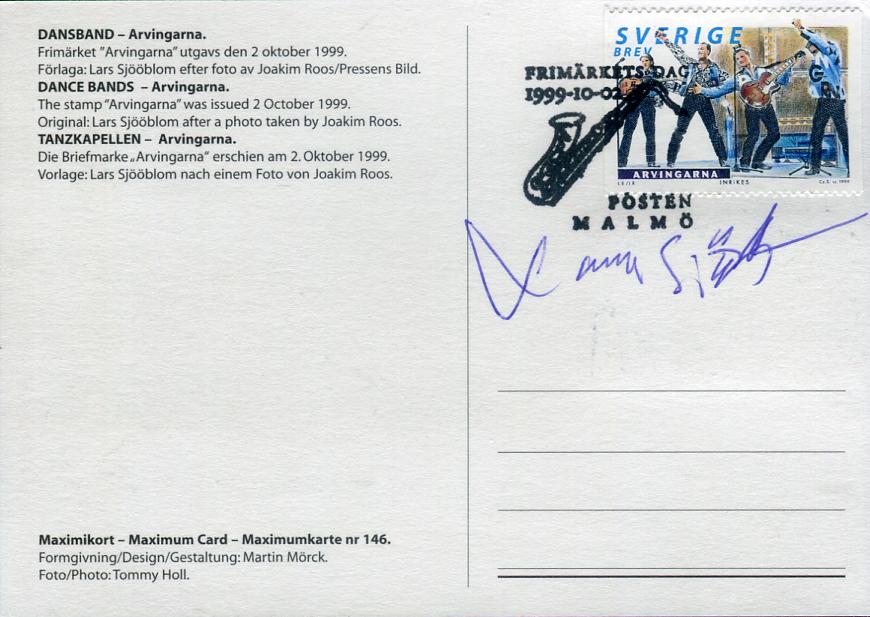 DANSBAND – Arvingarna.
Frimärket "Arvingarna" utgavs den 2 oktober 1999.
Förlaga: Lars Sjööblom efter foto av Joakim Roos/Pressens Bild.
DANCE BANDS – Arvingarna.
The stamp "Arvingarna" was issued 2 October 1999.
Original: Lars Sjööblom after a photo taken by Joakim Roos.
TANZKAPELLEN – Arvingarna.
Die Briefmarke „Arvingarna" erschien am 2. Oktober 1999.
Vorlage: Lars Sjööblom nach einem Foto von Joakim Roos.
SVERIGE
BREV
FRIMÄRKETS DAG
1999-10-02
ARVINGARNA
INRIKES
POSTEN
MALMÖ
Maximikort – Maximum Card – Maximumkarte nr 146.
Formgivning/Design/Gestaltung: Martin Mörck.
Foto/Photo: Tommy Holl.